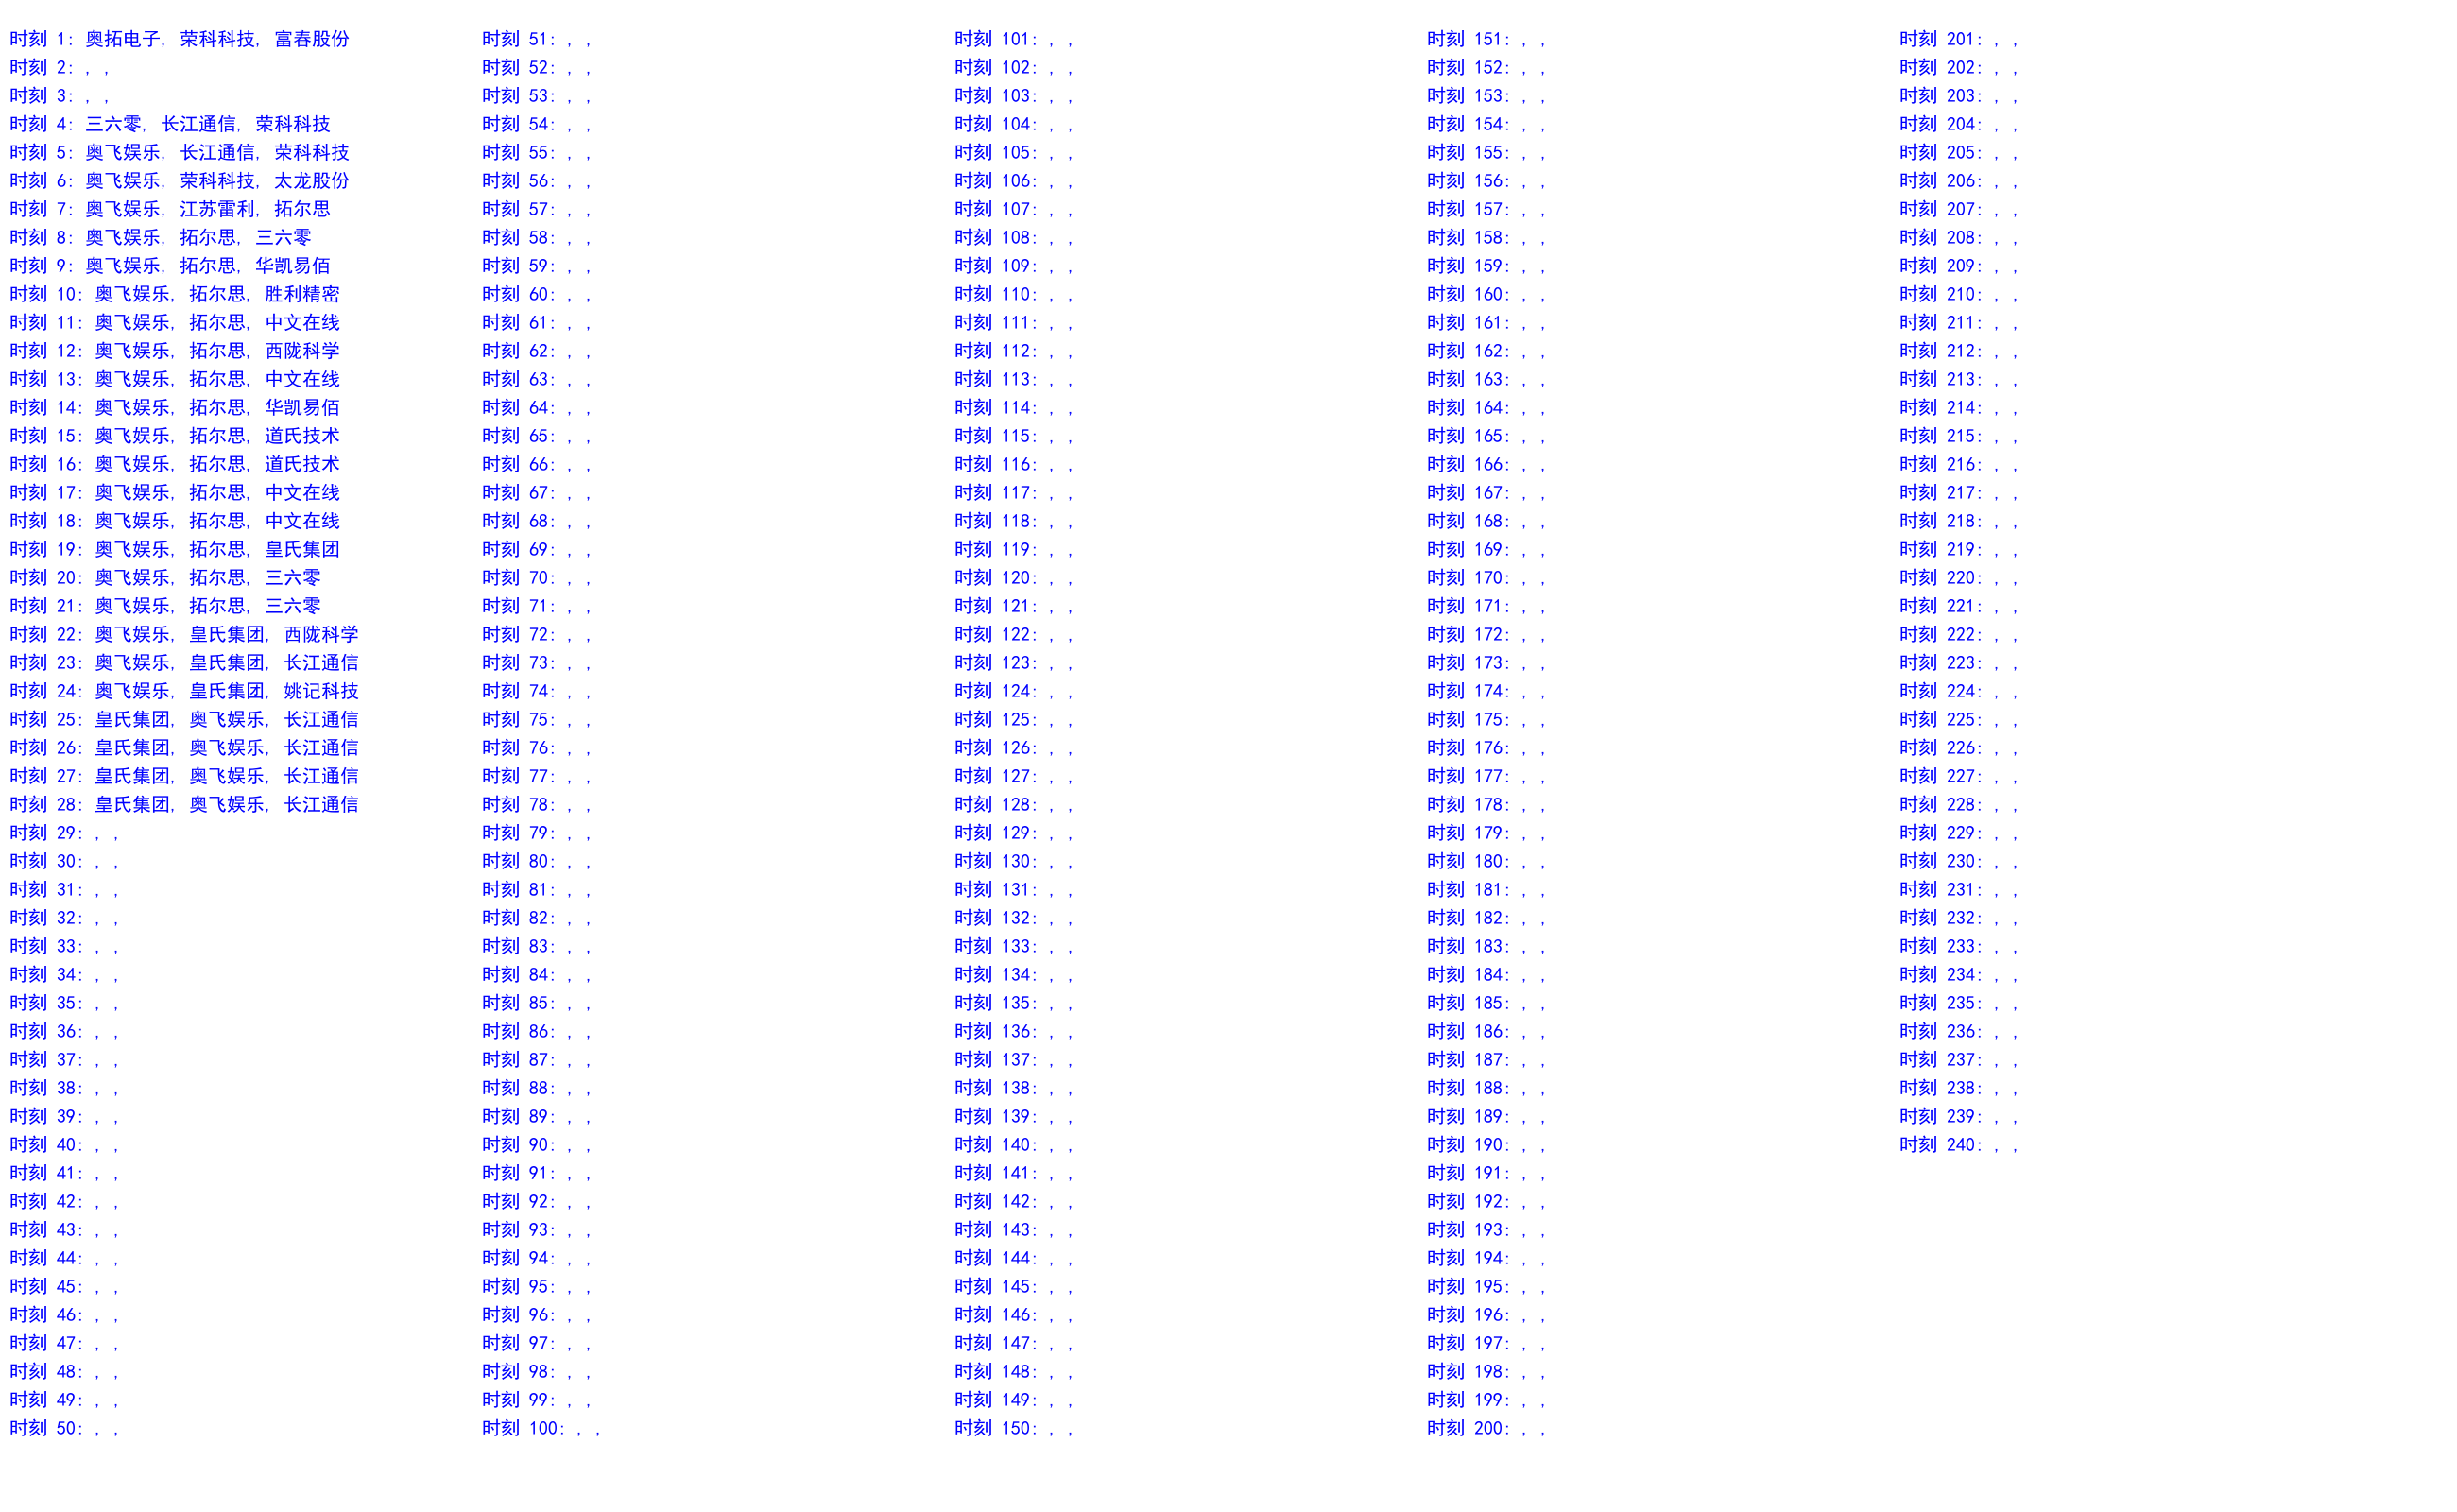 时刻 1: 奥拓电子, 荣科科技, 富春股份
时刻 2: , ,
时刻 3: , ,
时刻 4: 三六零, 长江通信, 荣科科技
时刻 5: 奥飞娱乐, 长江通信, 荣科科技
时刻 6: 奥飞娱乐, 荣科科技, 太龙股份
时刻 7: 奥飞娱乐, 江苏雷利, 拓尔思
时刻 8: 奥飞娱乐, 拓尔思, 三六零
时刻 9: 奥飞娱乐, 拓尔思, 华凯易佰
时刻 10: 奥飞娱乐, 拓尔思, 胜利精密
时刻 11: 奥飞娱乐, 拓尔思, 中文在线
时刻 12: 奥飞娱乐, 拓尔思, 西陇科学
时刻 13: 奥飞娱乐, 拓尔思, 中文在线
时刻 14: 奥飞娱乐, 拓尔思, 华凯易佰
时刻 15: 奥飞娱乐, 拓尔思, 道氏技术
时刻 16: 奥飞娱乐, 拓尔思, 道氏技术
时刻 17: 奥飞娱乐, 拓尔思, 中文在线
时刻 18: 奥飞娱乐, 拓尔思, 中文在线
时刻 19: 奥飞娱乐, 拓尔思, 皇氏集团
时刻 20: 奥飞娱乐, 拓尔思, 三六零
时刻 21: 奥飞娱乐, 拓尔思, 三六零
时刻 22: 奥飞娱乐, 皇氏集团, 西陇科学
时刻 23: 奥飞娱乐, 皇氏集团, 长江通信
时刻 24: 奥飞娱乐, 皇氏集团, 姚记科技
时刻 25: 皇氏集团, 奥飞娱乐, 长江通信
时刻 26: 皇氏集团, 奥飞娱乐, 长江通信
时刻 27: 皇氏集团, 奥飞娱乐, 长江通信
时刻 28: 皇氏集团, 奥飞娱乐, 长江通信
时刻 29: , ,
时刻 30: , ,
时刻 31: , ,
时刻 32: , ,
时刻 33: , ,
时刻 34: , ,
时刻 35: , ,
时刻 36: , ,
时刻 37: , ,
时刻 38: , ,
时刻 39: , ,
时刻 40: , ,
时刻 41: , ,
时刻 42: , ,
时刻 43: , ,
时刻 44: , ,
时刻 45: , ,
时刻 46: , ,
时刻 47: , ,
时刻 48: , ,
时刻 49: , ,
时刻 50: , ,
时刻 51: , ,
时刻 52: , ,
时刻 53: , ,
时刻 54: , ,
时刻 55: , ,
时刻 56: , ,
时刻 57: , ,
时刻 58: , ,
时刻 59: , ,
时刻 60: , ,
时刻 61: , ,
时刻 62: , ,
时刻 63: , ,
时刻 64: , ,
时刻 65: , ,
时刻 66: , ,
时刻 67: , ,
时刻 68: , ,
时刻 69: , ,
时刻 70: , ,
时刻 71: , ,
时刻 72: , ,
时刻 73: , ,
时刻 74: , ,
时刻 75: , ,
时刻 76: , ,
时刻 77: , ,
时刻 78: , ,
时刻 79: , ,
时刻 80: , ,
时刻 81: , ,
时刻 82: , ,
时刻 83: , ,
时刻 84: , ,
时刻 85: , ,
时刻 86: , ,
时刻 87: , ,
时刻 88: , ,
时刻 89: , ,
时刻 90: , ,
时刻 91: , ,
时刻 92: , ,
时刻 93: , ,
时刻 94: , ,
时刻 95: , ,
时刻 96: , ,
时刻 97: , ,
时刻 98: , ,
时刻 99: , ,
时刻 100: , ,
时刻 101: , ,
时刻 102: , ,
时刻 103: , ,
时刻 104: , ,
时刻 105: , ,
时刻 106: , ,
时刻 107: , ,
时刻 108: , ,
时刻 109: , ,
时刻 110: , ,
时刻 111: , ,
时刻 112: , ,
时刻 113: , ,
时刻 114: , ,
时刻 115: , ,
时刻 116: , ,
时刻 117: , ,
时刻 118: , ,
时刻 119: , ,
时刻 120: , ,
时刻 121: , ,
时刻 122: , ,
时刻 123: , ,
时刻 124: , ,
时刻 125: , ,
时刻 126: , ,
时刻 127: , ,
时刻 128: , ,
时刻 129: , ,
时刻 130: , ,
时刻 131: , ,
时刻 132: , ,
时刻 133: , ,
时刻 134: , ,
时刻 135: , ,
时刻 136: , ,
时刻 137: , ,
时刻 138: , ,
时刻 139: , ,
时刻 140: , ,
时刻 141: , ,
时刻 142: , ,
时刻 143: , ,
时刻 144: , ,
时刻 145: , ,
时刻 146: , ,
时刻 147: , ,
时刻 148: , ,
时刻 149: , ,
时刻 150: , ,
时刻 151: , ,
时刻 152: , ,
时刻 153: , ,
时刻 154: , ,
时刻 155: , ,
时刻 156: , ,
时刻 157: , ,
时刻 158: , ,
时刻 159: , ,
时刻 160: , ,
时刻 161: , ,
时刻 162: , ,
时刻 163: , ,
时刻 164: , ,
时刻 165: , ,
时刻 166: , ,
时刻 167: , ,
时刻 168: , ,
时刻 169: , ,
时刻 170: , ,
时刻 171: , ,
时刻 172: , ,
时刻 173: , ,
时刻 174: , ,
时刻 175: , ,
时刻 176: , ,
时刻 177: , ,
时刻 178: , ,
时刻 179: , ,
时刻 180: , ,
时刻 181: , ,
时刻 182: , ,
时刻 183: , ,
时刻 184: , ,
时刻 185: , ,
时刻 186: , ,
时刻 187: , ,
时刻 188: , ,
时刻 189: , ,
时刻 190: , ,
时刻 191: , ,
时刻 192: , ,
时刻 193: , ,
时刻 194: , ,
时刻 195: , ,
时刻 196: , ,
时刻 197: , ,
时刻 198: , ,
时刻 199: , ,
时刻 200: , ,
时刻 201: , ,
时刻 202: , ,
时刻 203: , ,
时刻 204: , ,
时刻 205: , ,
时刻 206: , ,
时刻 207: , ,
时刻 208: , ,
时刻 209: , ,
时刻 210: , ,
时刻 211: , ,
时刻 212: , ,
时刻 213: , ,
时刻 214: , ,
时刻 215: , ,
时刻 216: , ,
时刻 217: , ,
时刻 218: , ,
时刻 219: , ,
时刻 220: , ,
时刻 221: , ,
时刻 222: , ,
时刻 223: , ,
时刻 224: , ,
时刻 225: , ,
时刻 226: , ,
时刻 227: , ,
时刻 228: , ,
时刻 229: , ,
时刻 230: , ,
时刻 231: , ,
时刻 232: , ,
时刻 233: , ,
时刻 234: , ,
时刻 235: , ,
时刻 236: , ,
时刻 237: , ,
时刻 238: , ,
时刻 239: , ,
时刻 240: , ,